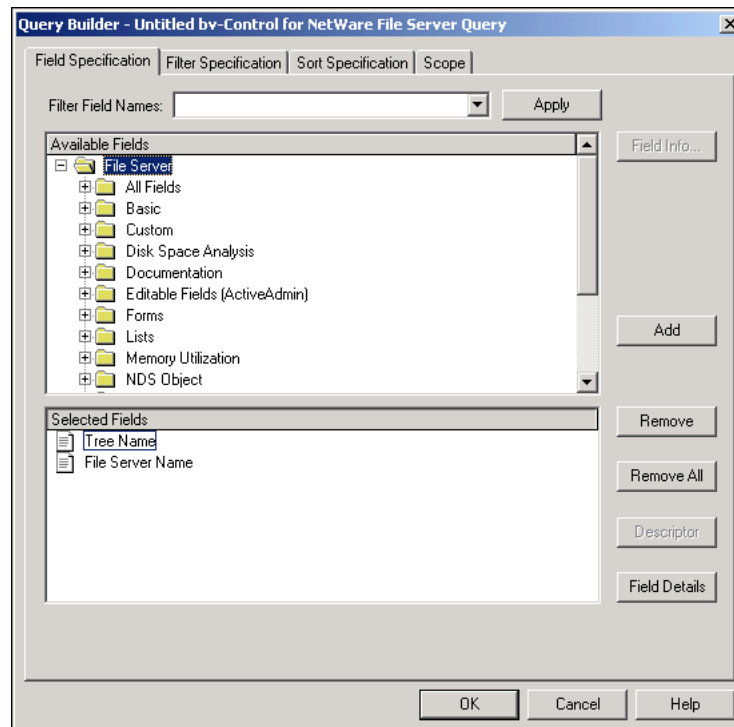 Query Builder - Untitled bv-Control for NetWare File Server Query
Field Specification Filter Specification Sort Specification Scope
Filter Field Names: Apply
Available Fields
Field Info...
File Server
All Fields
Basic
Custom
Disk Space Analysis
Documentation
Editable Fields (ActiveAdmin)
Forms
Lists
Add
Memory Utilization
NDS Object
Selected Fields
Remove
Tree Name
File Server Name
Remove All
Descriptor
Field Details
OK Cancel Help